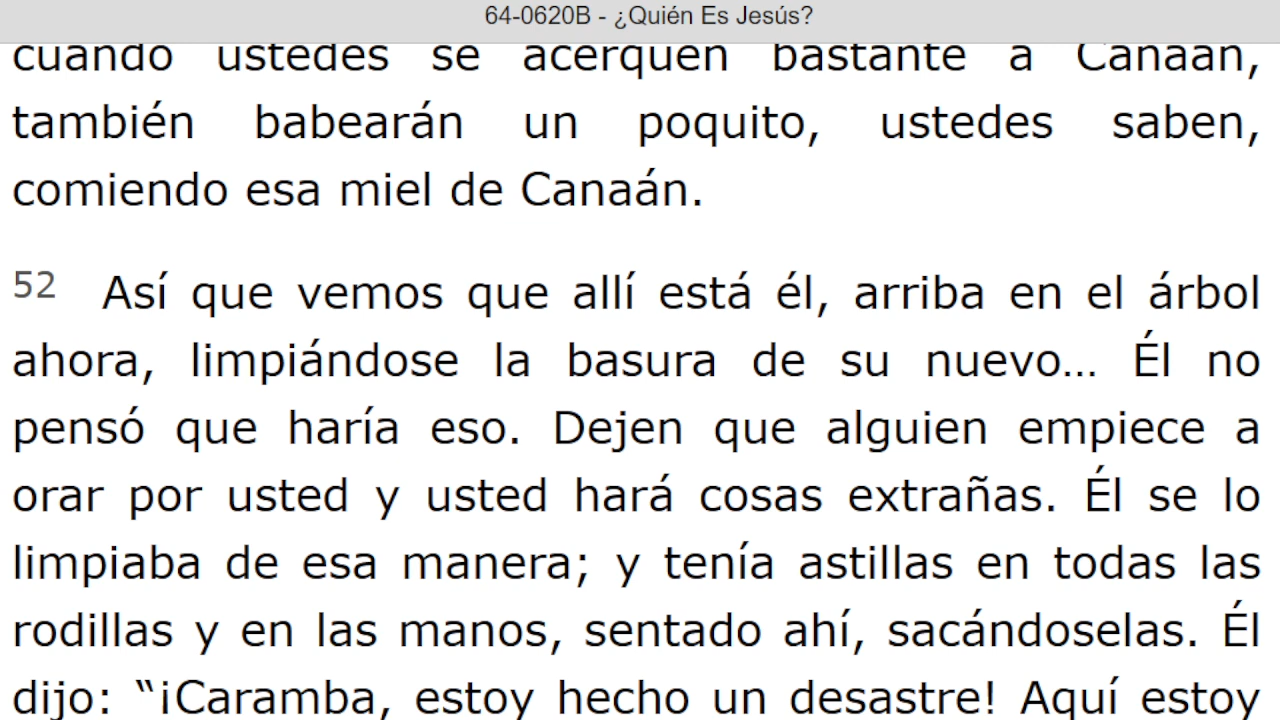 64-0620B - ¿Quién Es Jesús?
cuando ustedes se acerquen bastante a Canaán,
también babearán un poquito, ustedes saben,
comiendo esa miel de Canaán.
52 Así que vemos que allí está él, arriba en el árbol
ahora, limpiándose la basura de su nuevo… Él no
pensó que haría eso. Dejen que alguien empiece a
orar por usted y usted hará cosas extrañas. Él se lo
limpiaba de esa manera; y tenía astillas en todas las
rodillas y en las manos, sentado ahí, sacándoselas. Él
dijo: “¡Caramba, estoy hecho un desastre! Aquí estoy